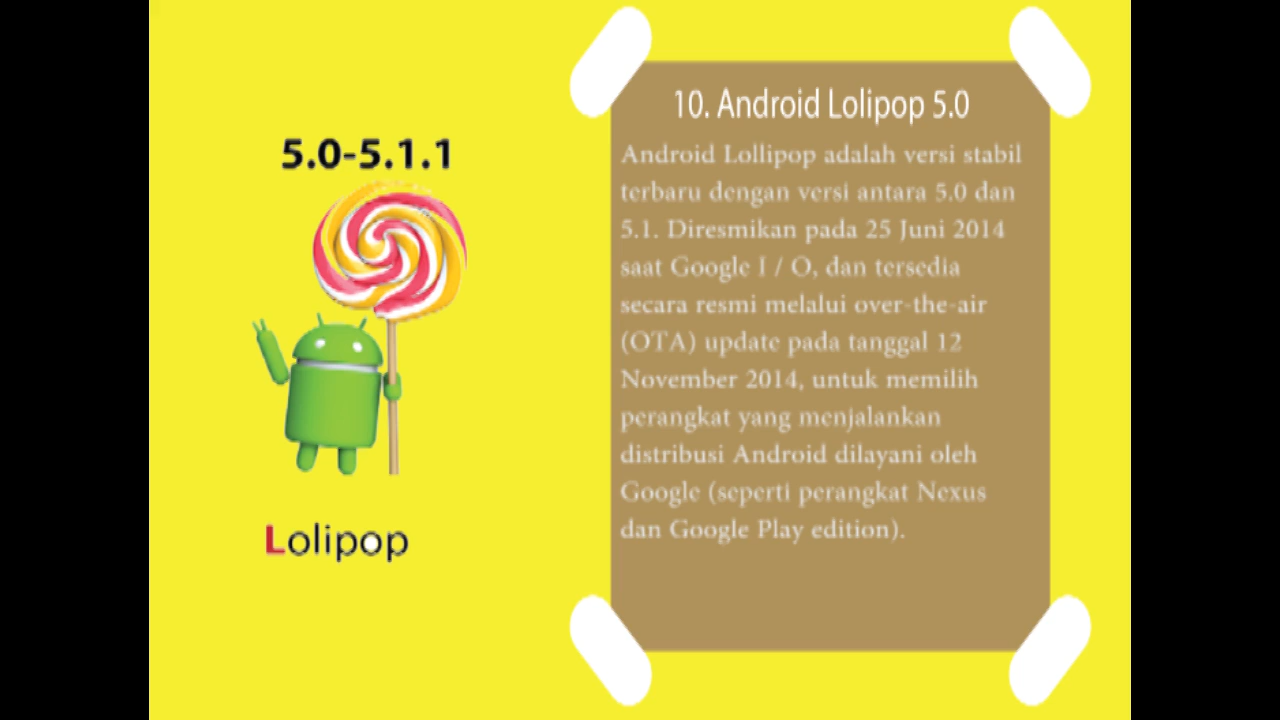 5.0-5.1.1
Lolipop
10. Android Lolipop 5.0
Android Lollipop adalah versi stabil
terbaru dengan versi antara 5.0 dan
5.1. Diresmikan pada 25 Juni 2014
saat Google I / O, dan tersedia
secara resmi melalui over-the-air
(OTA) update pada tanggal 12
November 2014, untuk memilih
perangkat yang menjalankan
distribusi Android dilayani oleh
Google (seperti perangkat Nexus
dan Google Play edition).